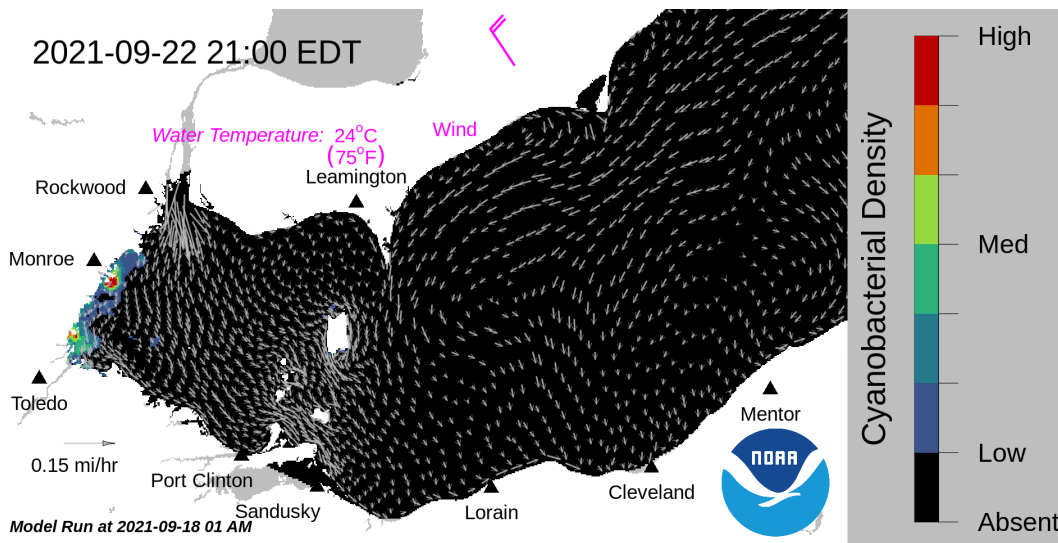 2021-09-22 21:00 EDT
Water Temperature: 24°C
(75°F)
Wind
Leamington
Rockwood
Monroe
Toledo
0.15 mi/hr
Port Clinton
Sandusky
Lorain
Cleveland
Mentor
NOAA
Model Run at 2021-09-18 01 AM
Cyanobacterial Density
High
Med
Low
Absent